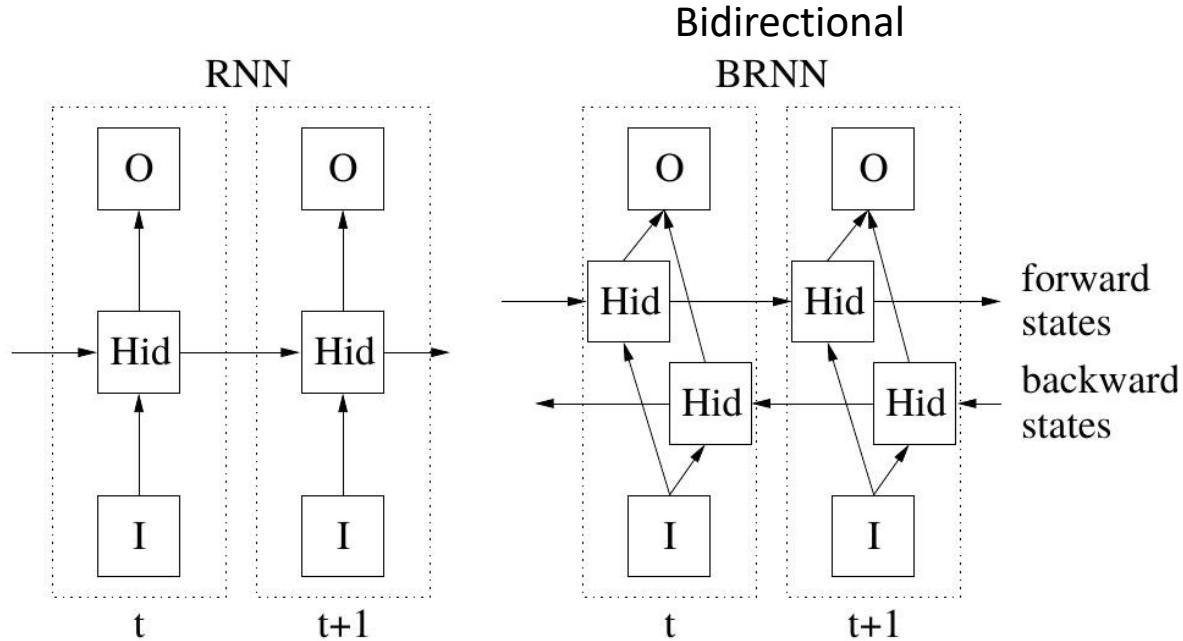 Bidirectional
RNN
BRNN
O
O
O
O
Hid
Hid
Hid
Hid
forward
states
Hid
Hid
backward
states
I
I
I
I
t
t+1
t
t+1